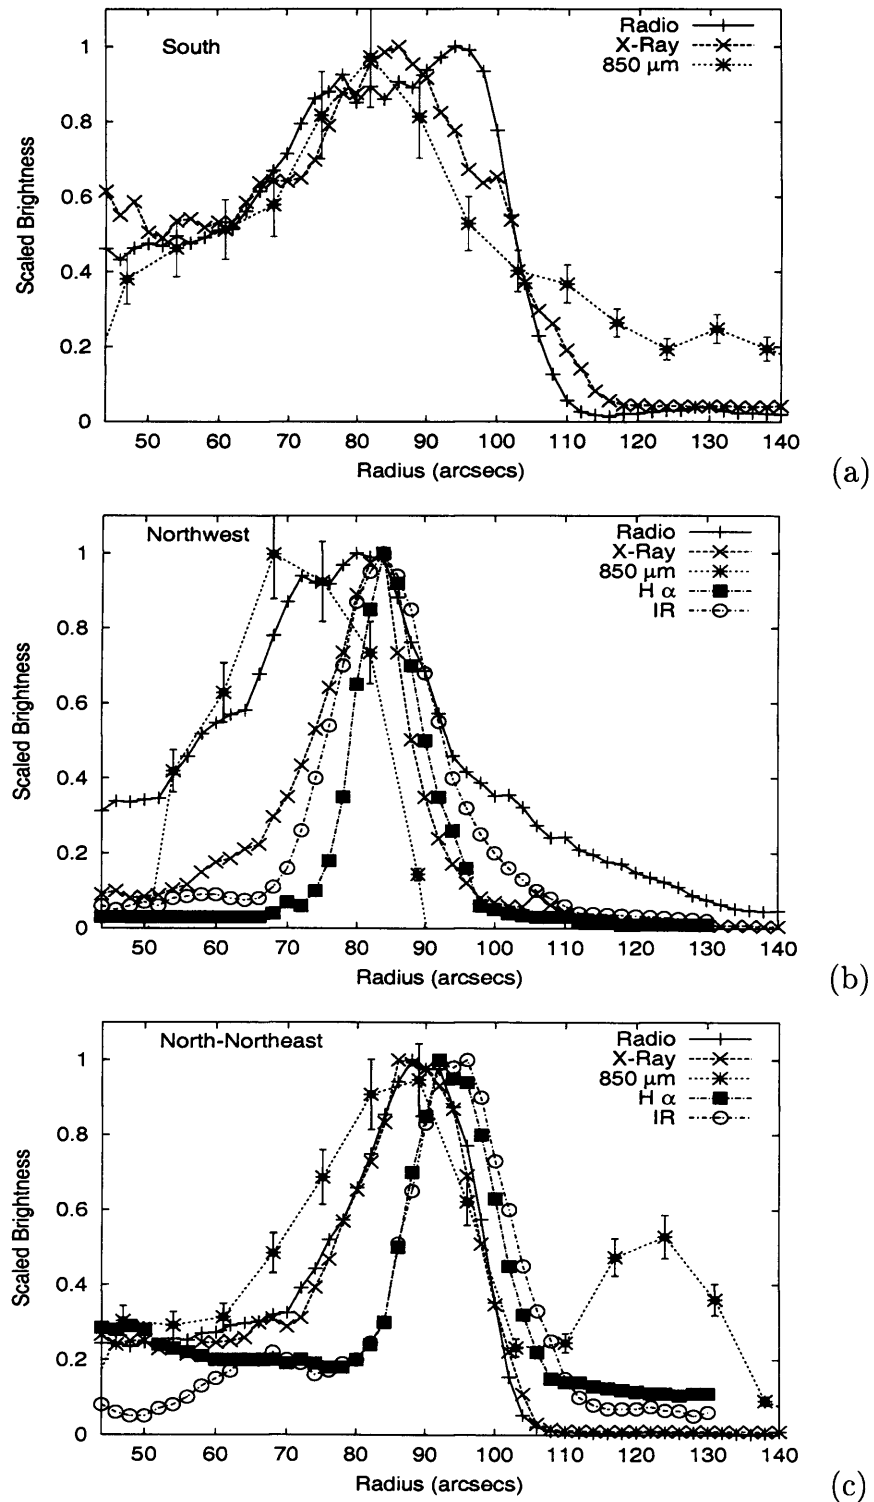 South
Radio
X-Ray
850 µm
1
0.8
0.6
0.4
0.2
0
Scaled Brightness
50 60 70 80 90 100 110 120 130 140
Radius (arcsecs)
(a)
Northwest
Radio
X-Ray
850 µm
H α
IR
1
0.8
0.6
0.4
0.2
0
Scaled Brightness
50 60 70 80 90 100 110 120 130 140
Radius (arcsecs)
(b)
North-Northeast
Radio
X-Ray
850 µm
H α
IR
1
0.8
0.6
0.4
0.2
0
Scaled Brightness
50 60 70 80 90 100 110 120 130 140
Radius (arcsecs)
(c)